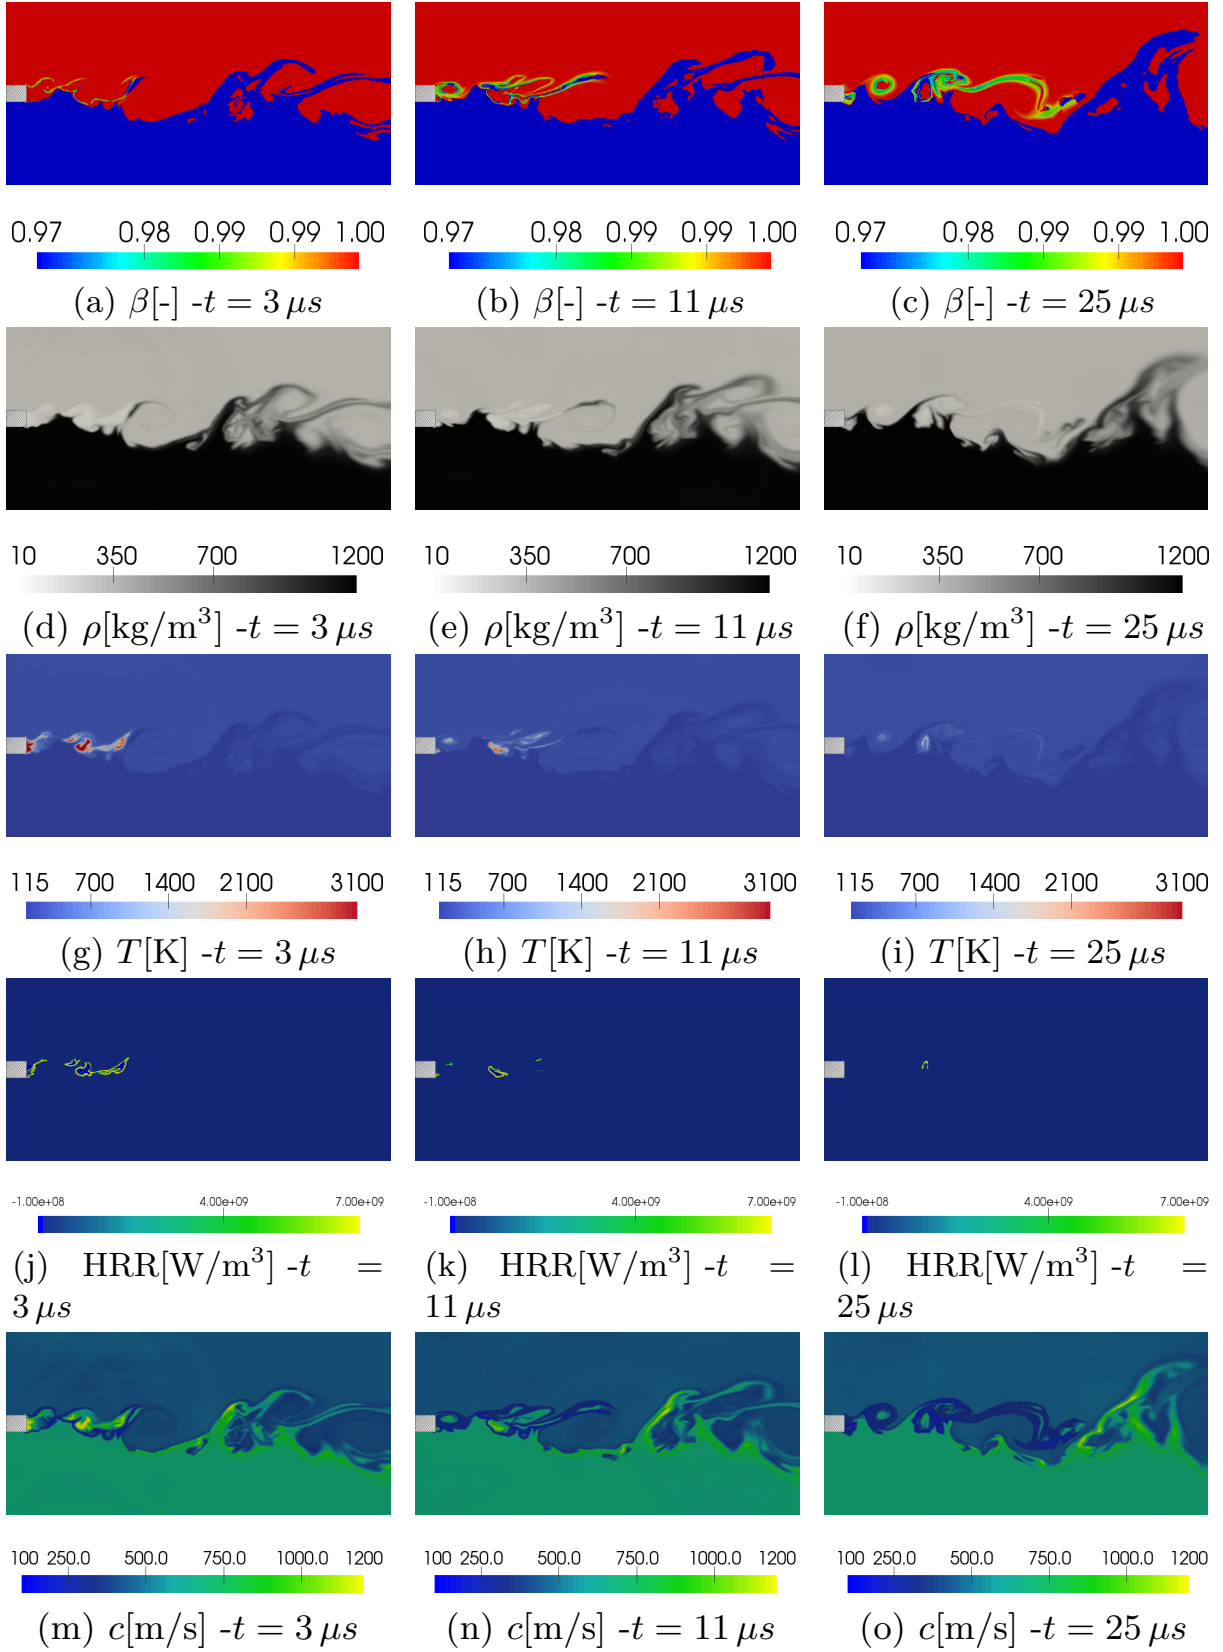 0.97 0.98 0.99 0.99 1.00 0.97 0.98 0.99 0.99 1.00 0.97 0.98 0.99 0.99 1.00
(a) β[-] -t = 3 μs (b) β[-] -t = 11 μs (c) β[-] -t = 25 μs
10 350 700 1200 10 350 700 1200 10 350 700 1200
(d) ρ[kg/m³] -t = 3 μs (e) ρ[kg/m³] -t = 11 μs (f) ρ[kg/m³] -t = 25 μs
115 700 1400 2100 3100 115 700 1400 2100 3100 115 700 1400 2100 3100
(g) T[K] -t = 3 μs (h) T[K] -t = 11 μs (i) T[K] -t = 25 μs
-1.00e+08 4.00e+09 7.00e+09 -1.00e+08 4.00e+09 7.00e+09 -1.00e+08 4.00e+09 7.00e+09
(j) HRR[W/m³] -t = (k) HRR[W/m³] -t = (l) HRR[W/m³] -t =
3 μs 11 μs 25 μs
100 250.0 500.0 750.0 1000.0 1200 100 250.0 500.0 750.0 1000.0 1200 100 250.0 500.0 750.0 1000.0 1200
(m) c[m/s] -t = 3 μs (n) c[m/s] -t = 11 μs (o) c[m/s] -t = 25 μs